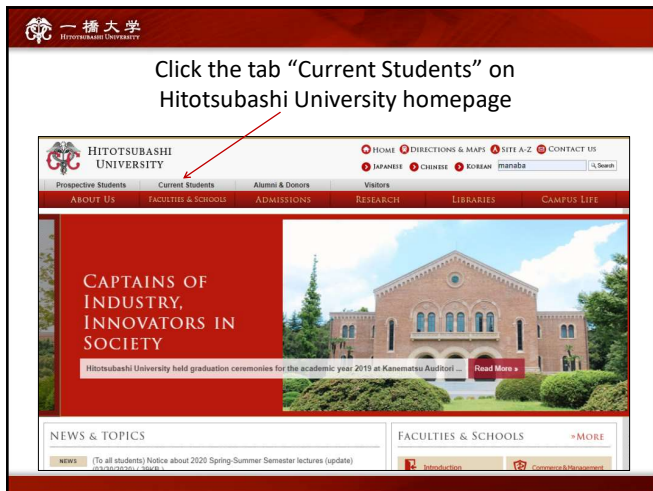 一橋大学
HITOTSUBASHI UNIVERSITY
Click the tab “Current Students” on
Hitotsubashi University homepage
HITOTSUBASHI
UNIVERSITY
HOME DIRECTIONS & MAPS SITE A-Z CONTACT US
JAPANESE CHINESE KOREAN manaba Search
Prospective Students Current Students Alumni & Donors Visitors
ABOUT US FACULTIES & SCHOOLS ADMISSIONS RESEARCH LIBRARIES CAMPUS LIFE
CAPTAINS OF
INDUSTRY,
INNOVATORS IN
SOCIETY
Hitotsubashi University held graduation ceremonies for the academic year 2019 at Kanematsu Auditori ... Read More »
NEWS & TOPICS
NEWS (To all students) Notice about 2020 Spring-Summer Semester lectures (update)
(03/30/2020) ( 39KB )
FACULTIES & SCHOOLS »MORE
Introduction Commerce & Management